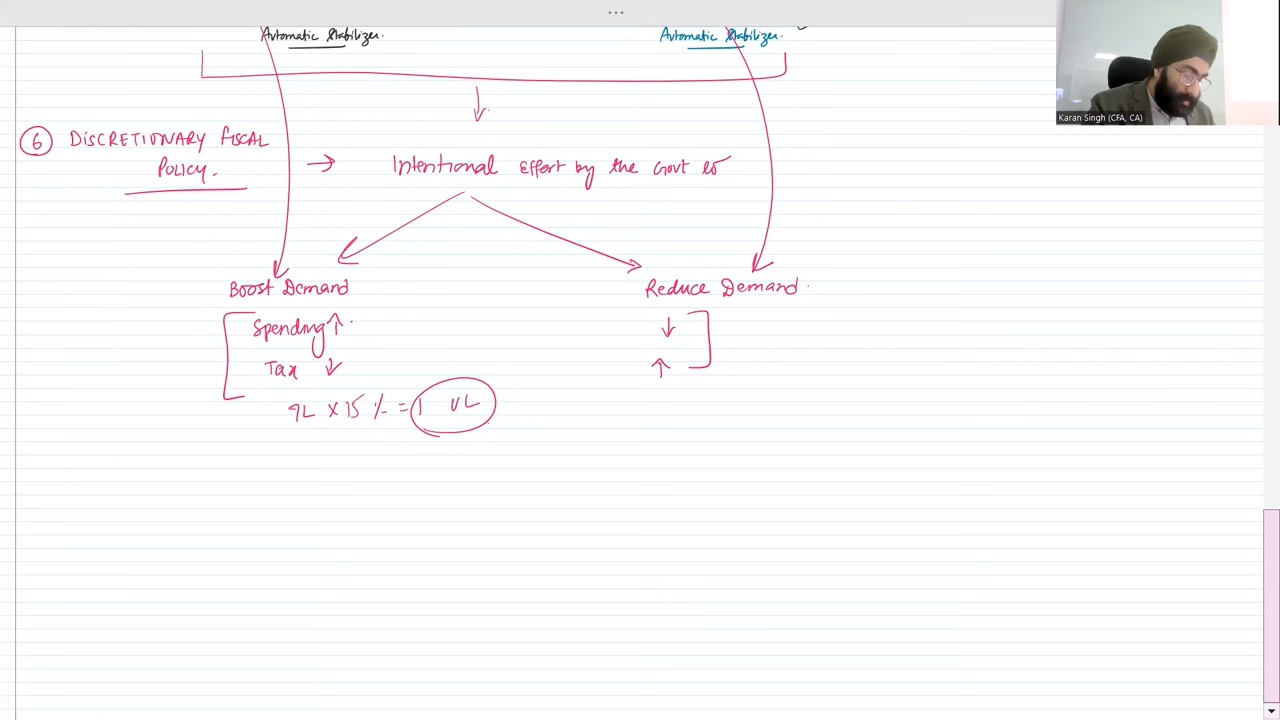 Automatic Stabilizer. Automatic Stabilizer.
Karan Singh (CFA, CA)
6 DISCRETIONARY FISCAL
POLICY. → Intentional Effort by the Govt to
Boost Demand Reduce Demand.
Spending ↑ ↓
Tax ↓ ↑
9L × 15 % = 1